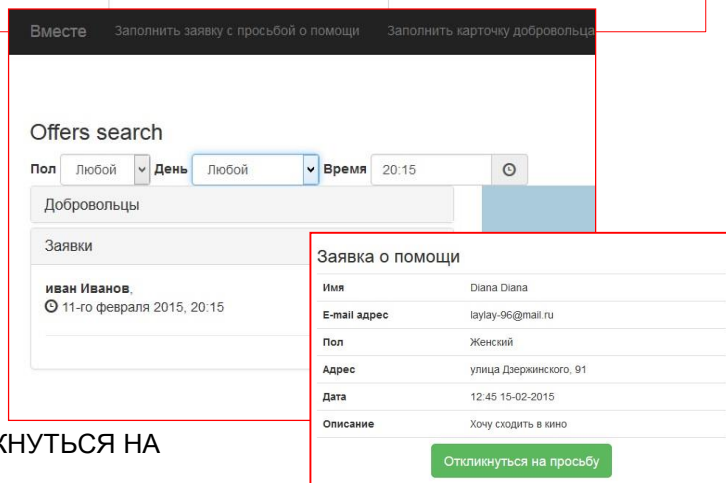 Вместе Заполнить заявку с просьбой о помощи Заполнить карточку добровольца
Offers search
Пол Любой День Любой Время 20:15
Добровольцы
Заявки
иван Иванов,
11-го февраля 2015, 20:15
Заявка о помощи
Имя Diana Diana
E-mail адрес laylay-96@mail.ru
Пол Женский
Адрес улица Дзержинского, 91
Дата 12:45 15-02-2015
Описание Хочу сходить в кино
Откликнуться на просьбу
КНУТЬСЯ НА